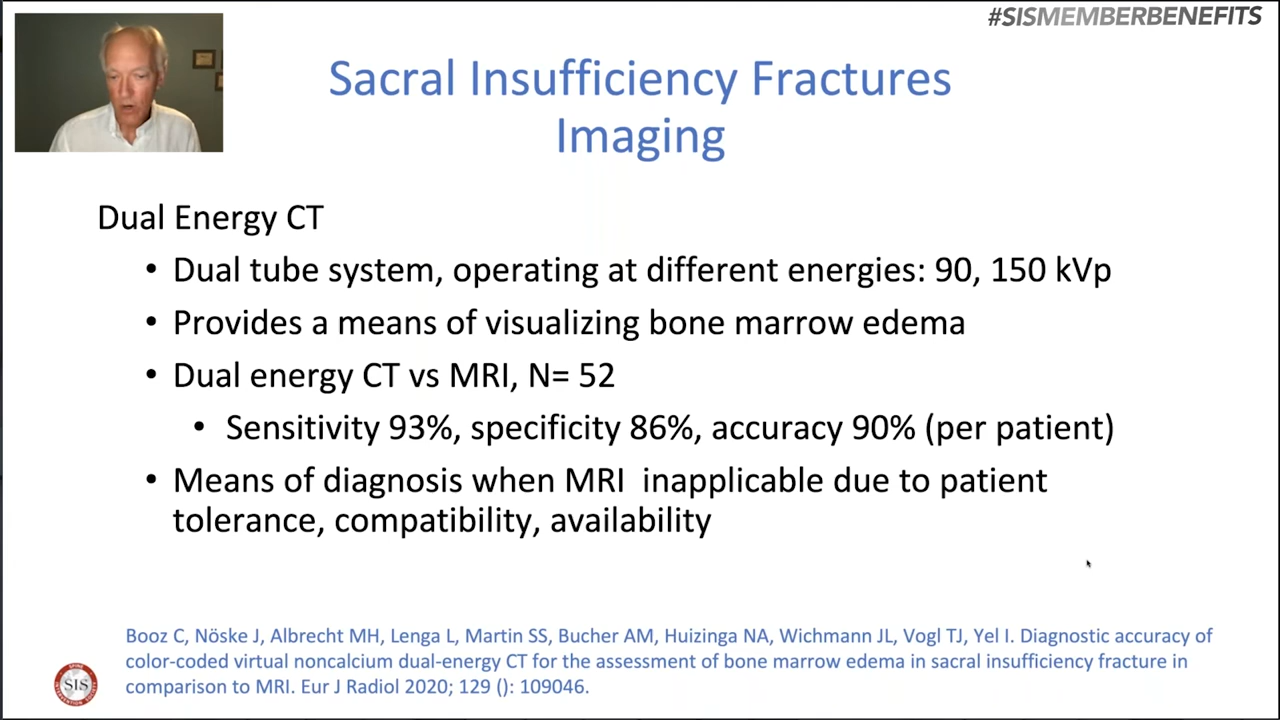 #SISMEMBERBENEFITS
Sacral Insufficiency Fractures
Imaging
Dual Energy CT
• Dual tube system, operating at different energies: 90, 150 kVp
• Provides a means of visualizing bone marrow edema
• Dual energy CT vs MRI, N= 52
• Sensitivity 93%, specificity 86%, accuracy 90% (per patient)
• Means of diagnosis when MRI  inapplicable due to patient
tolerance, compatibility, availability
Booz C, Nöske J, Albrecht MH, Lenga L, Martin SS, Bucher AM, Huizinga NA, Wichmann JL, Vogl TJ, Yel I. Diagnostic accuracy of
color-coded virtual noncalcium dual-energy CT for the assessment of bone marrow edema in sacral insufficiency fracture in
comparison to MRI. Eur J Radiol 2020; 129 (): 109046.
SIS